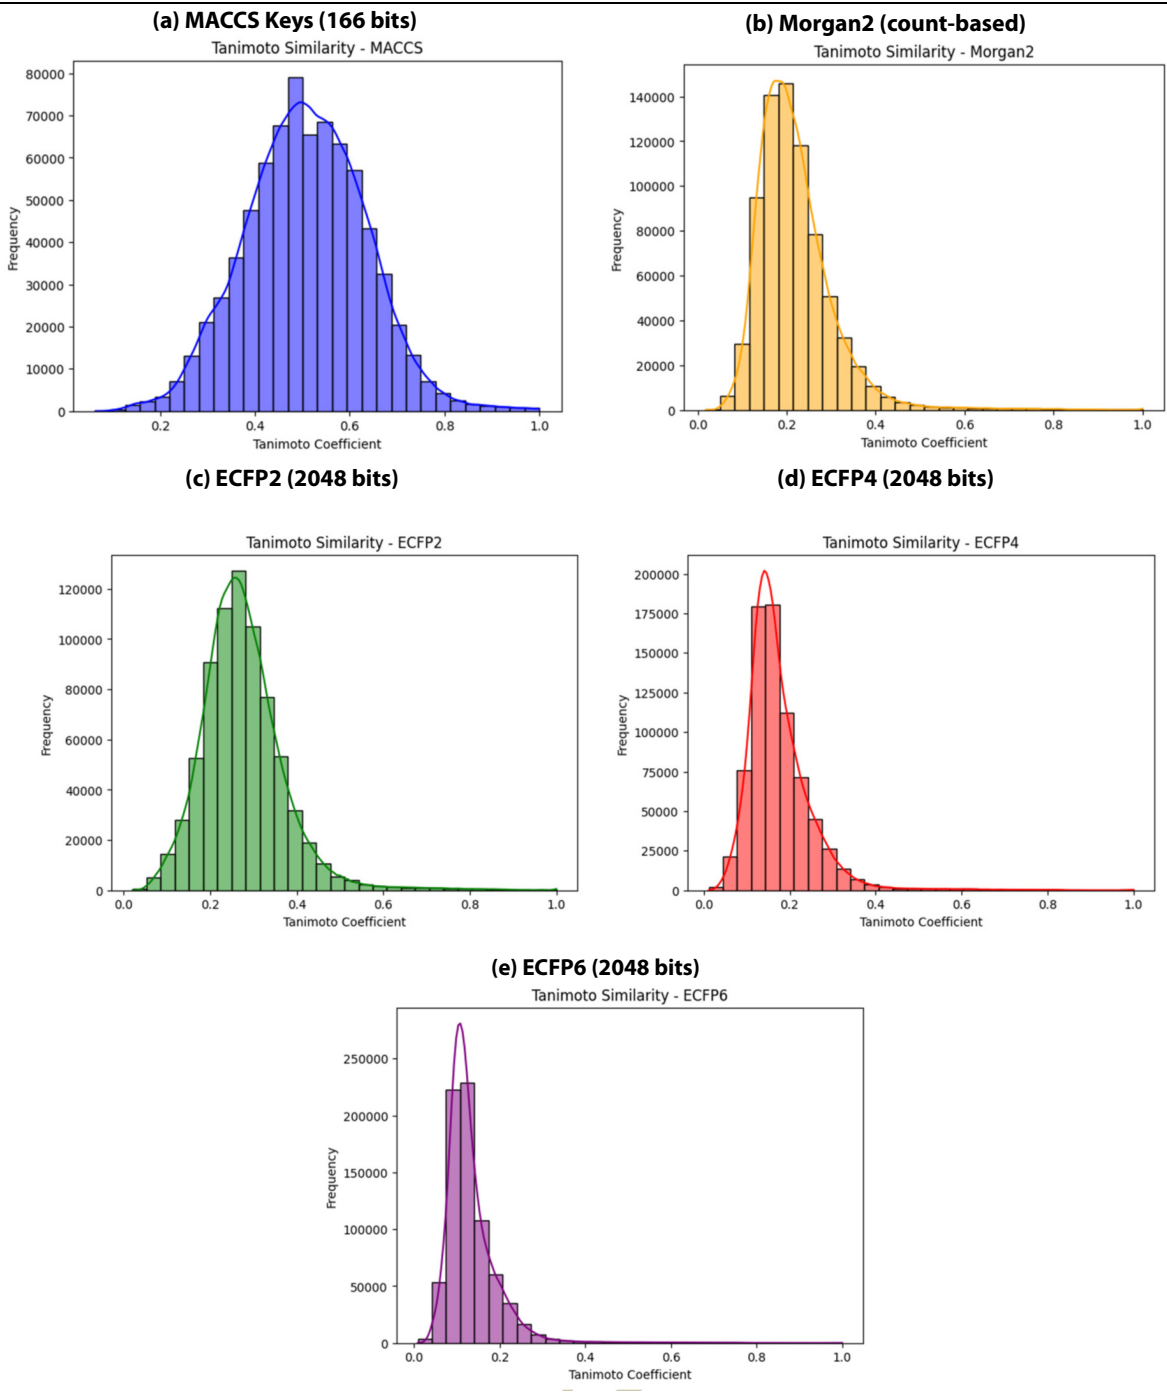 (a) MACCS Keys (166 bits)
Tanimoto Similarity - MACCS
80000
70000
60000
50000
40000
30000
20000
10000
0
Frequency
0.2 0.4 0.6 0.8 1.0
Tanimoto Coefficient
(b) Morgan2 (count-based)
Tanimoto Similarity - Morgan2
140000
120000
100000
80000
60000
40000
20000
0
Frequency
0.0 0.2 0.4 0.6 0.8 1.0
Tanimoto Coefficient
(c) ECFP2 (2048 bits)
Tanimoto Similarity - ECFP2
120000
100000
80000
60000
40000
20000
0
Frequency
0.0 0.2 0.4 0.6 0.8 1.0
Tanimoto Coefficient
(d) ECFP4 (2048 bits)
Tanimoto Similarity - ECFP4
200000
175000
150000
125000
100000
75000
50000
25000
0
Frequency
0.0 0.2 0.4 0.6 0.8 1.0
Tanimoto Coefficient
(e) ECFP6 (2048 bits)
Tanimoto Similarity - ECFP6
250000
200000
150000
100000
50000
0
Frequency
0.0 0.2 0.4 0.6 0.8 1.0
Tanimoto Coefficient